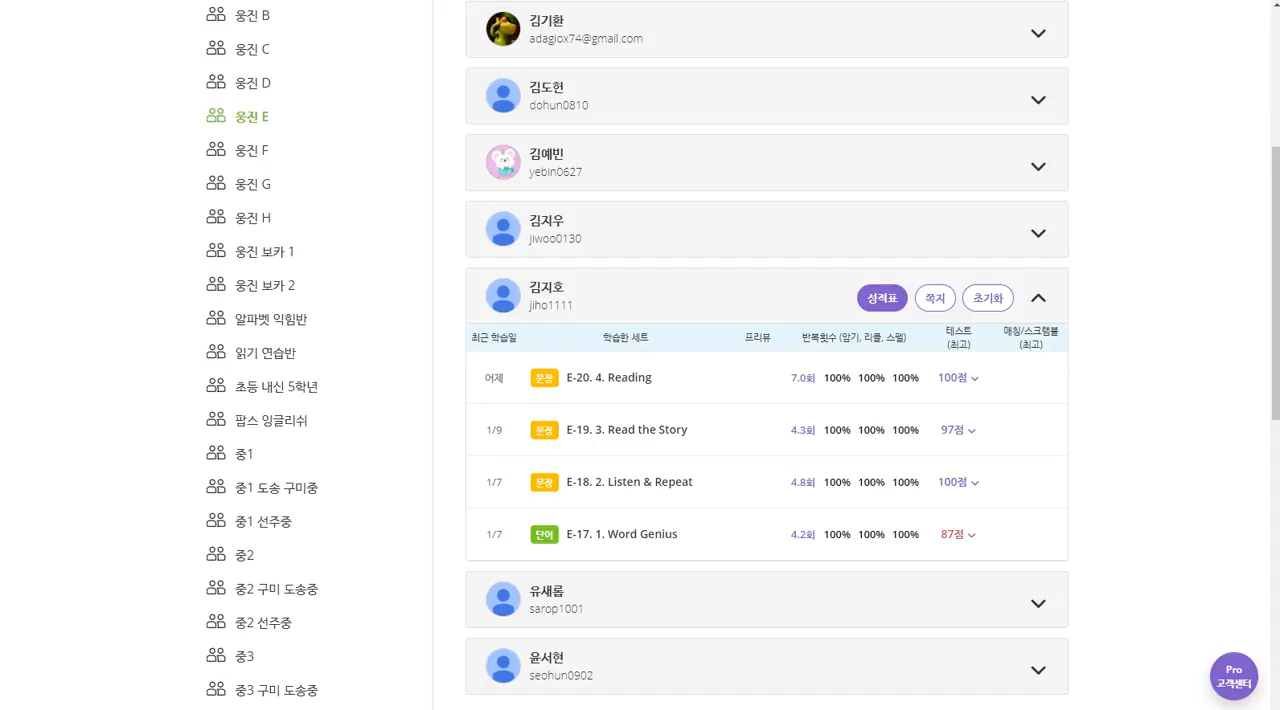 웅진 B
웅진 C
웅진 D
웅진 E
웅진 F
웅진 G
웅진 H
웅진 보카 1
웅진 보카 2
알파벳 익힘반
읽기 연습반
초등 내신 5학년
팝스 잉글리쉬
중1
중1 도송 구미중
중1 선주중
중2
중2 구미 도송중
중2 선주중
중3
중3 구미 도송중
김기환
adagiox74@gmail.com
김도헌
dohun0810
김예빈
yebin0627
김지우
jiwoo0130
김지호
jiho1111
성적표 쪽지 초기화
최근 학습일 학습한 세트 프리뷰 반복횟수 (암기, 리콜, 스펠) 테스트 (최고) 매칭/스크램블 (최고)
어제 문장 E-20. 4. Reading 7.0회 100% 100% 100% 100점
1/9 문장 E-19. 3. Read the Story 4.3회 100% 100% 100% 97점
1/7 문장 E-18. 2. Listen & Repeat 4.8회 100% 100% 100% 100점
1/7 단어 E-17. 1. Word Genius 4.2회 100% 100% 100% 87점
유새롭
sarop1001
윤서현
seohun0902
Pro
고객센터